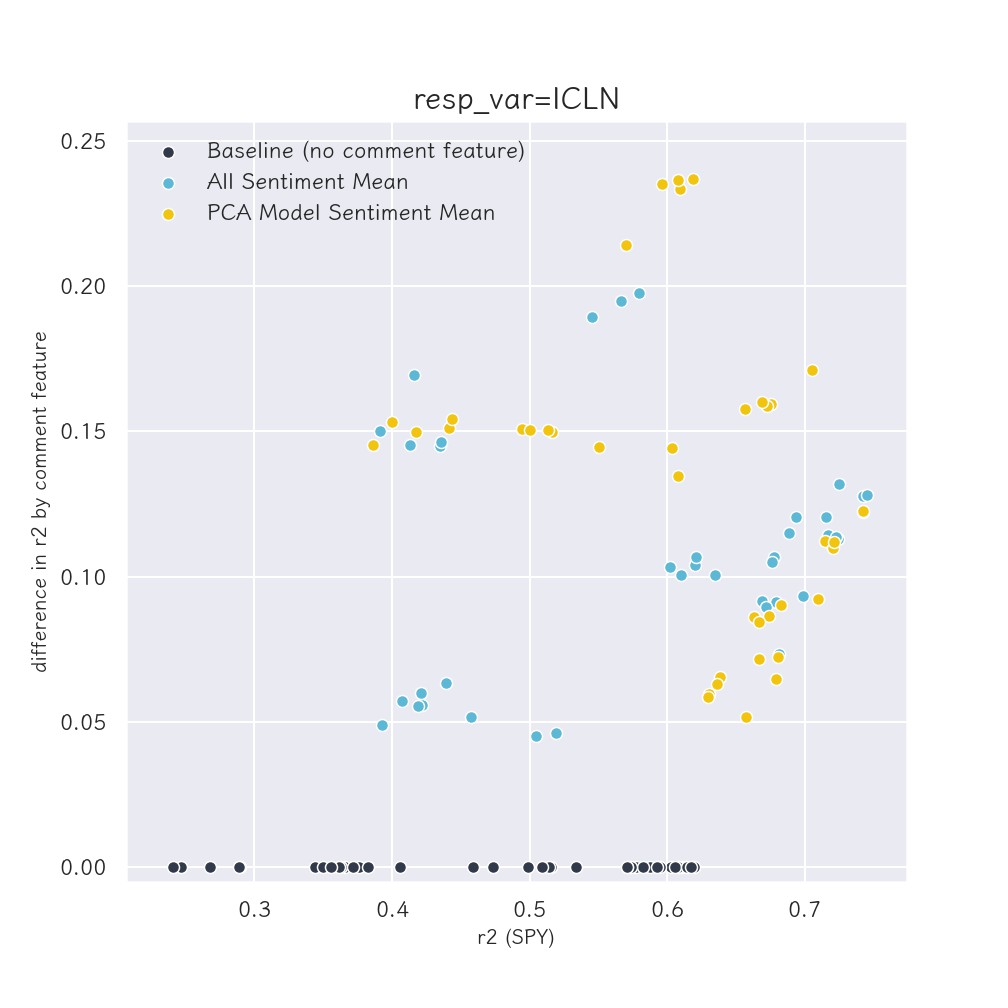 resp_var=ICLN
0.25
Baseline (no comment feature)
All Sentiment Mean
PCA Model Sentiment Mean
0.20
0.15
0.10
0.05
0.00
difference in r2 by comment feature
0.3 0.4 0.5 0.6 0.7
r2 (SPY)